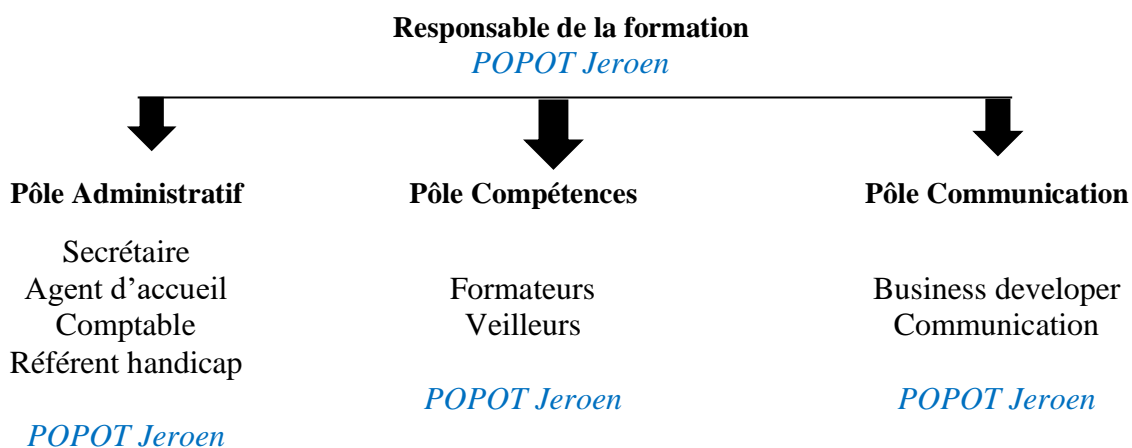 Responsable de la formation
POPOT Jeroen
Pôle Administratif
Secrétaire
Agent d’accueil
Comptable
Référent handicap
POPOT Jeroen
Pôle Compétences
Formateurs
Veilleurs
POPOT Jeroen
Pôle Communication
Business developer
Communication
POPOT Jeroen